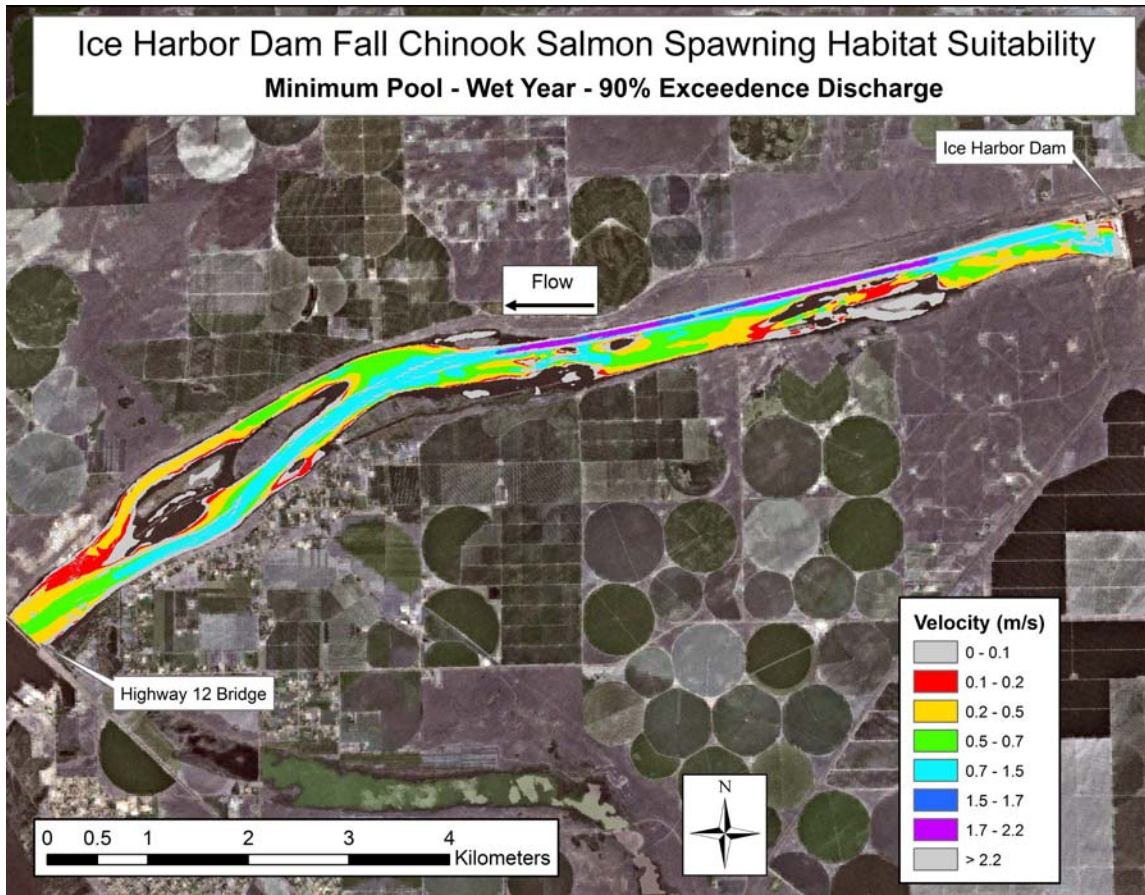 Ice Harbor Dam Fall Chinook Salmon Spawning Habitat Suitability
Minimum Pool - Wet Year - 90% Exceedence Discharge
Ice Harbor Dam
Flow
Highway 12 Bridge
Velocity (m/s)
0 - 0.1
0.1 - 0.2
0.2 - 0.5
0.5 - 0.7
0.7 - 1.5
1.5 - 1.7
1.7 - 2.2
> 2.2
N
0 0.5 1 2 3 4
Kilometers